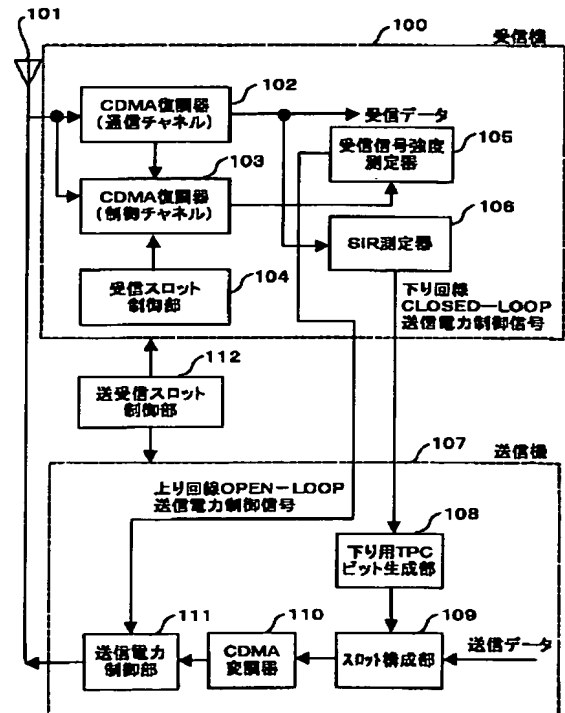 101
100
受信機
102
CDMA復調器
(通信チャネル)
受信データ
105
受信信号強度
測定器
103
CDMA復調器
(制御チャネル)
106
SIR測定器
104
受信スロット
制御部
下り回線
CLOSED-LOOP
送信電力制御信号
112
送受信スロット
制御部
107
送信機
上り回線OPEN-LOOP
送信電力制御信号
108
下り用TPC
ビット生成部
111
送信電力
制御部
110
CDMA
変調器
109
スロット構成部
送信データ